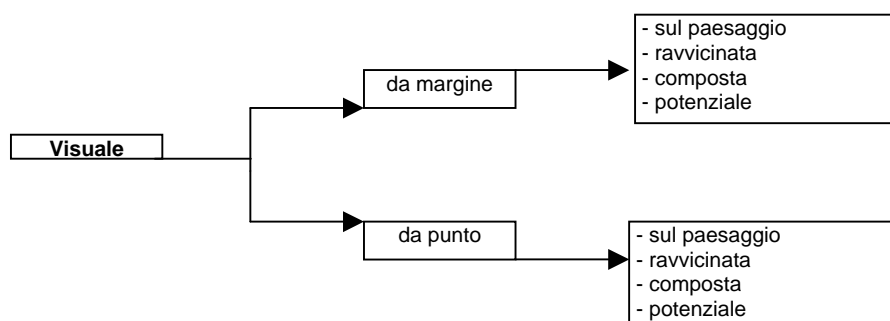 Visuale
da margine
- sul paesaggio
- ravvicinata
- composta
- potenziale
da punto
- sul paesaggio
- ravvicinata
- composta
- potenziale